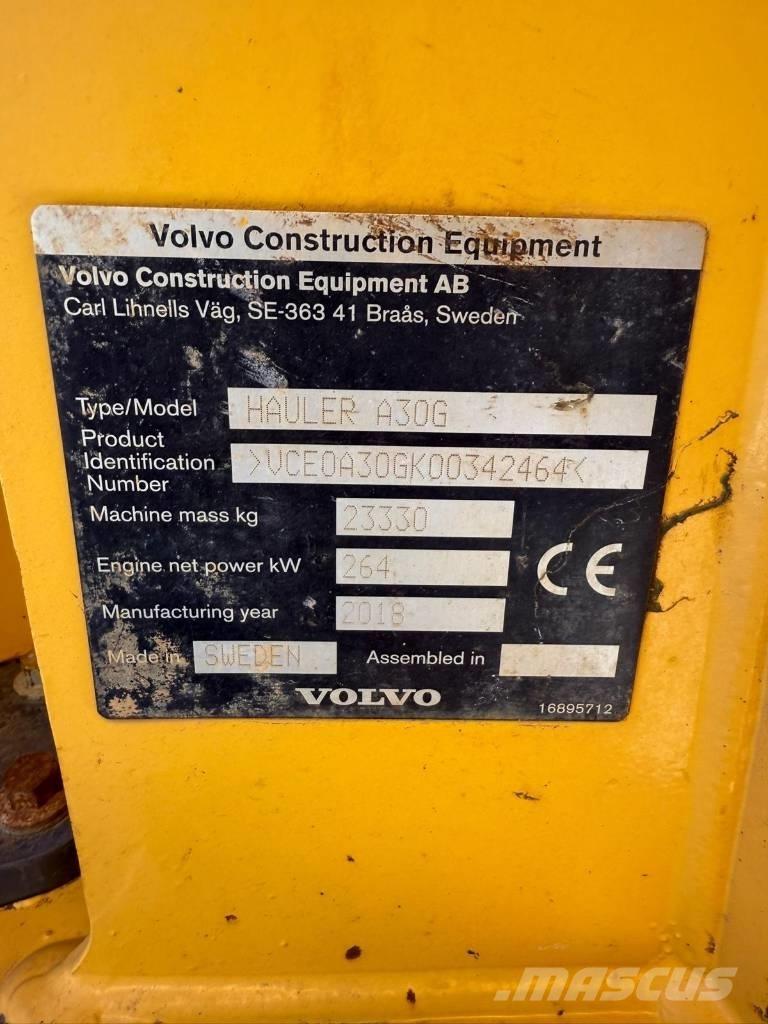 Volvo Construction Equipment
Volvo Construction Equipment AB
Carl Lihnells Väg, SE-363 41 Braås, Sweden
Type/Model HAULER A30G
Product Identification Number >VCE0A30GK00342464<
Machine mass kg 23330
Engine net power kW 264
CE
Manufacturing year 2018
Made in SWEDEN Assembled in
VOLVO 16895712
MASCUS